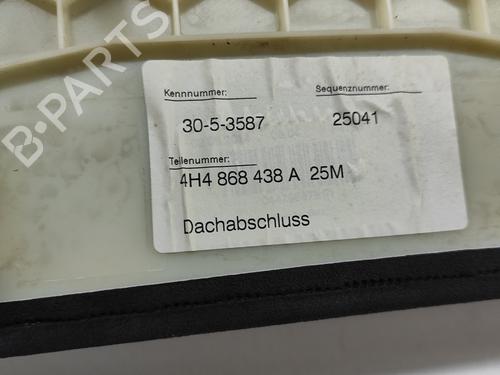 B-PARTS
Kennnummer:
Sequenznummer:
30-5-3587
25041
Teilenummer:
4H4 868 438 A 25M
Dachabschluss